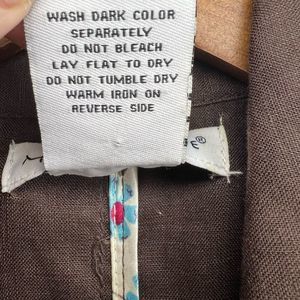 WASH DARK COLOR
SEPARATELY
DO NOT BLEACH
LAY FLAT TO DRY
DO NOT TUMBLE DRY
WARM IRON ON
REVERSE SIDE